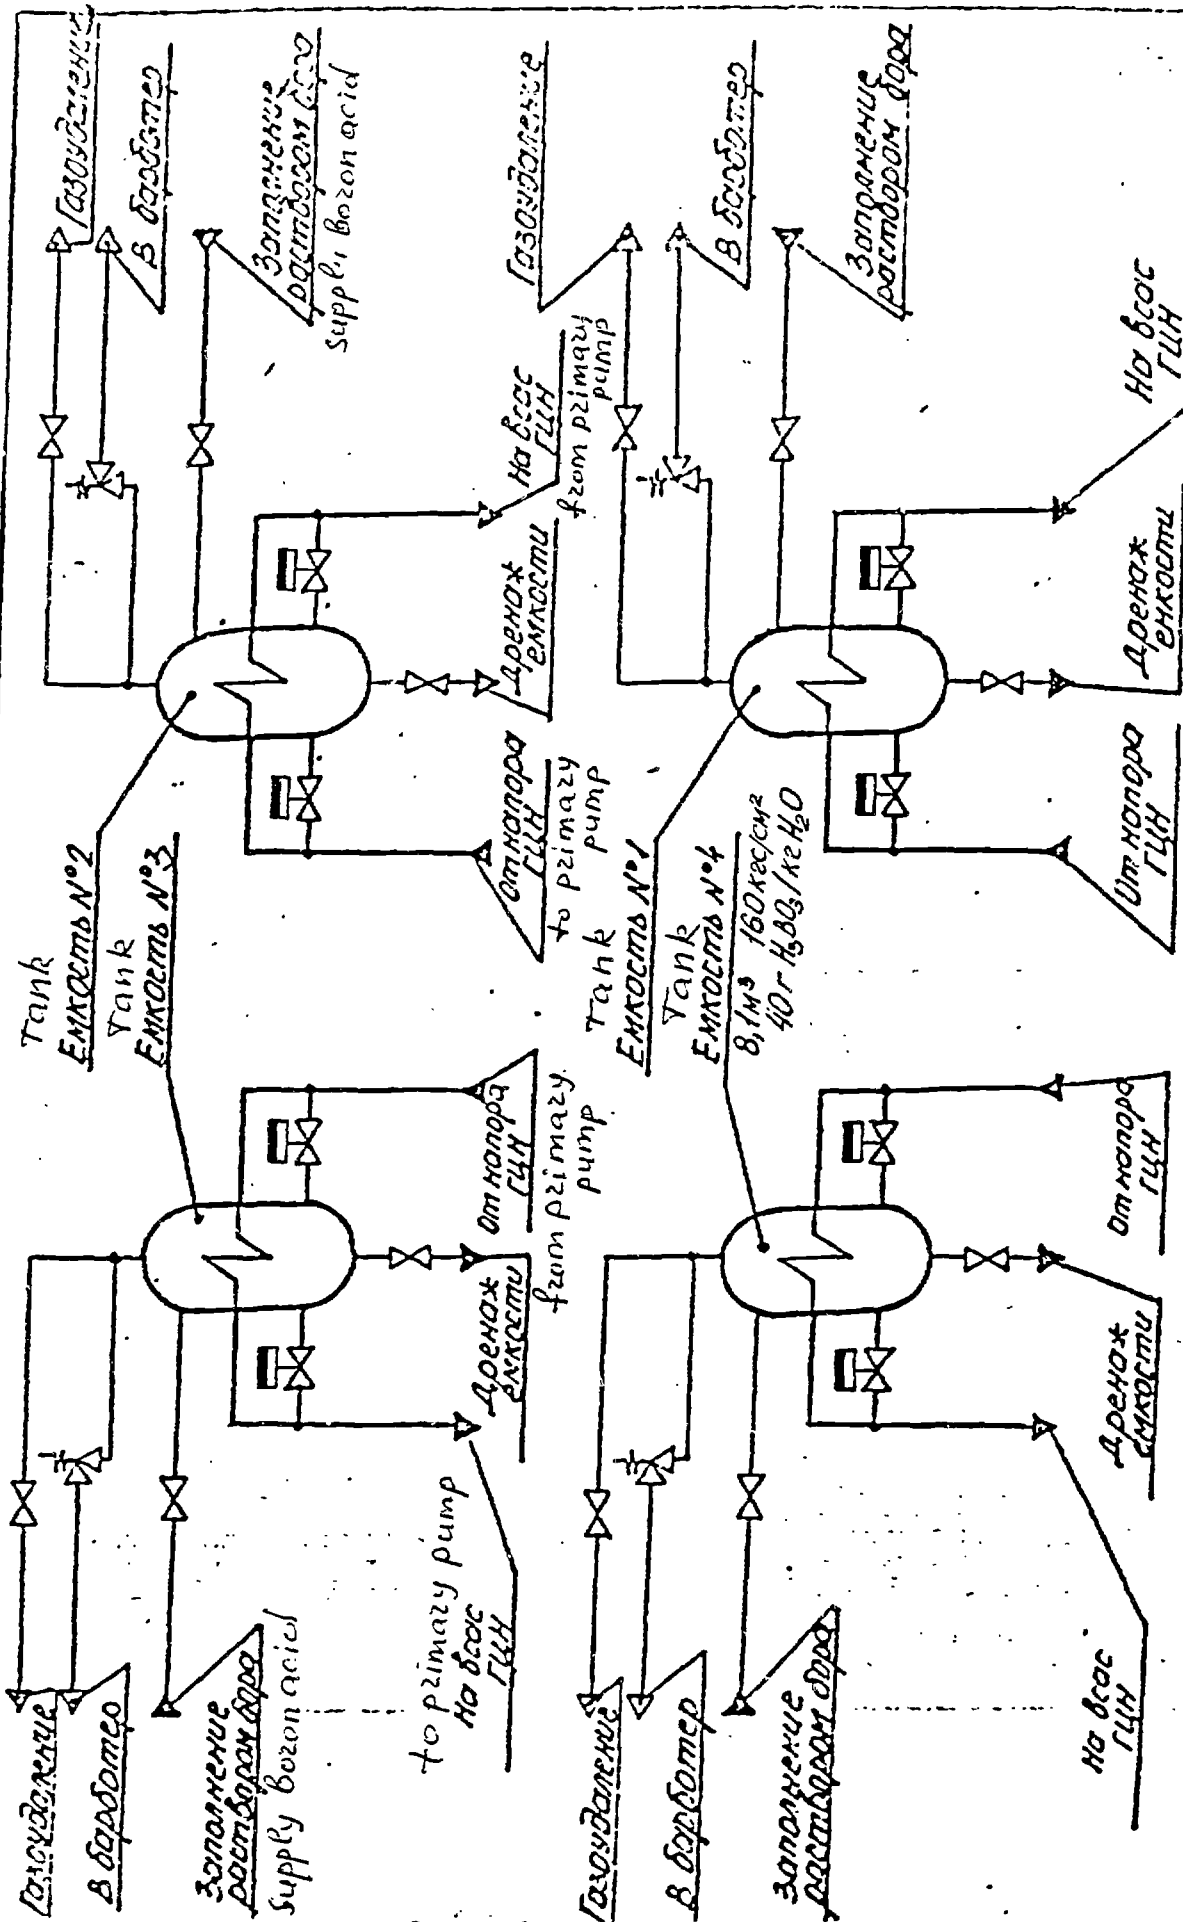 Газоудаление
В барботер
Заполнение
раствором бора
supply boron acid
Tank
Емкость №2
Tank
Емкость №3
На всас
ГЦН
from primary
pump
Дренаж
емкости
От напора
ГЦН
to primary
pump
От напора
ГЦН
from primary
pump
Дренаж
емкости
to primary pump
На всас
ГЦН
Газоудаление
В барботер
Заполнение
раствором бора
supply boron acid
Газоудаление
В барботер
Заполнение
раствором бора
Tank
Емкость №1
Tank
Емкость №4
8,1м³ 160кгс/см²
40г H₃BO₃/кг H₂O
На всас
ГЦН
Дренаж
емкости
От напора
ГЦН
От напора
ГЦН
Дренаж
емкости
На всас
ГЦН
Газоудаление
В барботер
Заполнение
раствором бора